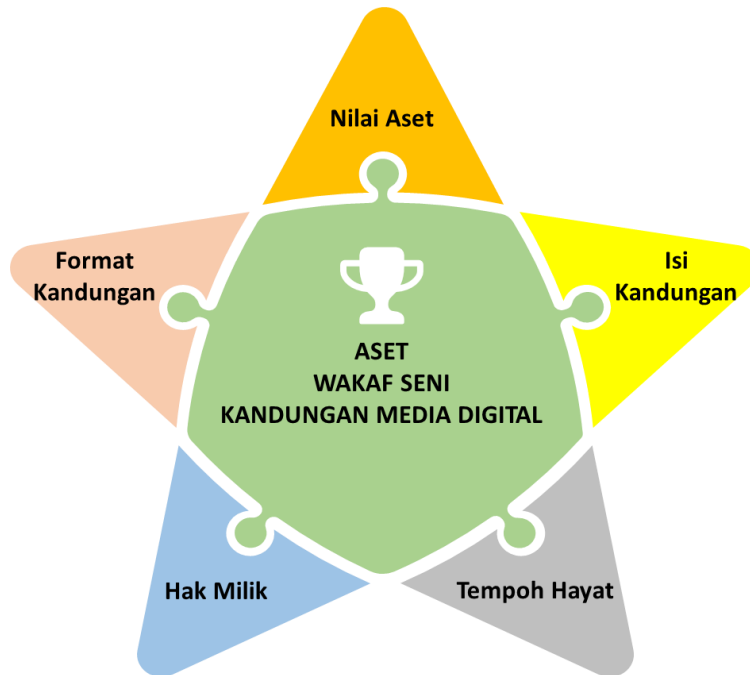 Nilai Aset
Format
Kandungan
Isi
Kandungan
ASET
WAKAF SENI
KANDUNGAN MEDIA DIGITAL
Hak Milik
Tempoh Hayat